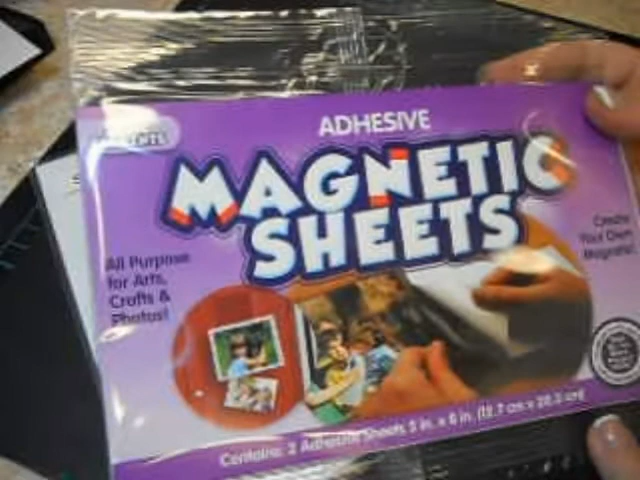 ADHESIVE
MAGNETIC
SHEETS
All Purpose
for Arts,
Crafts &
Photos!
Create
Your Own
Magnets!
Contains: 2 Adhesive Sheets 5 in. x 8 in. (12.7 cm x 20.3 cm)